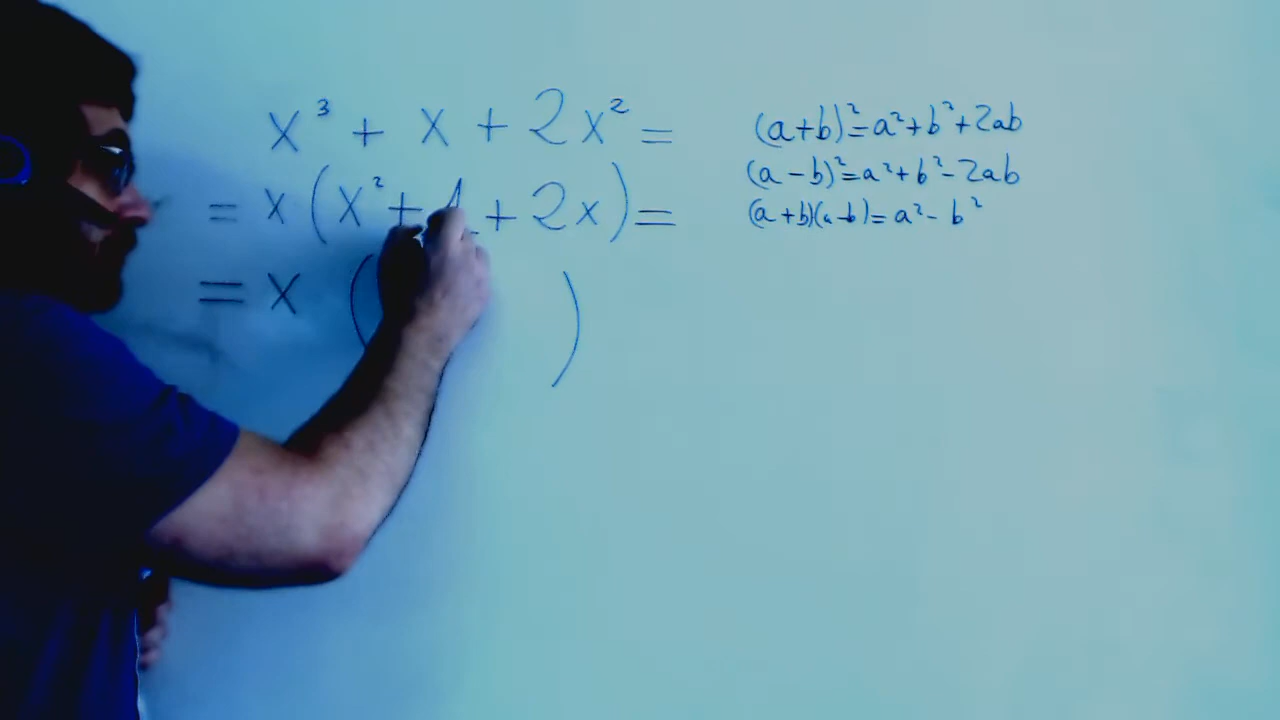 x³ + x + 2x² =
= x (x² + 1 + 2x) =
= x (        )
(a+b)²=a²+b²+2ab
(a-b)²=a²+b²-2ab
(a+b)(a-b)=a²-b²